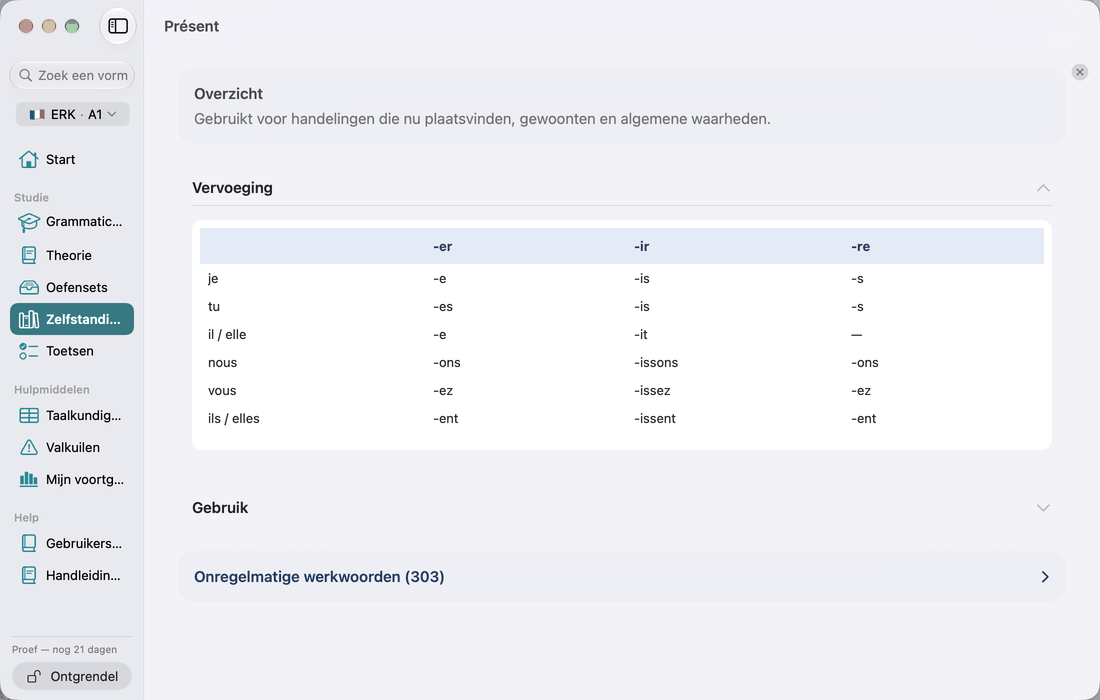 Présent
Zoek een vorm
ERK · A1
Start
Studie
Grammatic...
Theorie
Oefensets
Zelfstandi...
Toetsen
Hulpmiddelen
Taalkundig...
Valkuilen
Mijn voortg...
Help
Gebruikers...
Handleidin...
Proef — nog 21 dagen
Ontgrendel
Overzicht
Gebruikt voor handelingen die nu plaatsvinden, gewoonten en algemene waarheden.
Vervoeging
-er -ir -re
je -e -is -s
tu -es -is -s
il / elle -e -it —
nous -ons -issons -ons
vous -ez -issez -ez
ils / elles -ent -issent -ent
Gebruik
Onregelmatige werkwoorden (303)